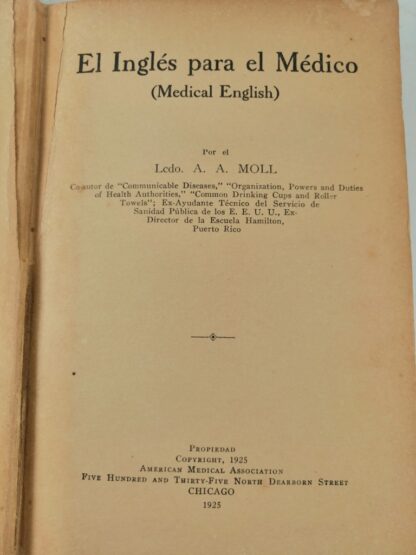 El Inglés para el Médico
(Medical English)
Por el
Lcdo. A. A. MOLL
Co-autor de "Communicable Diseases," "Organization, Powers and Duties
of Health Authorities," "Common Drinking Cups and Roller
Towels"; Ex-Ayudante Técnico del Servicio de
Sanidad Pública de los E. E. U. U., Ex-
Director de la Escuela Hamilton,
Puerto Rico
Propiedad
Copyright, 1925
American Medical Association
Five Hundred and Thirty-Five North Dearborn Street
CHICAGO
1925